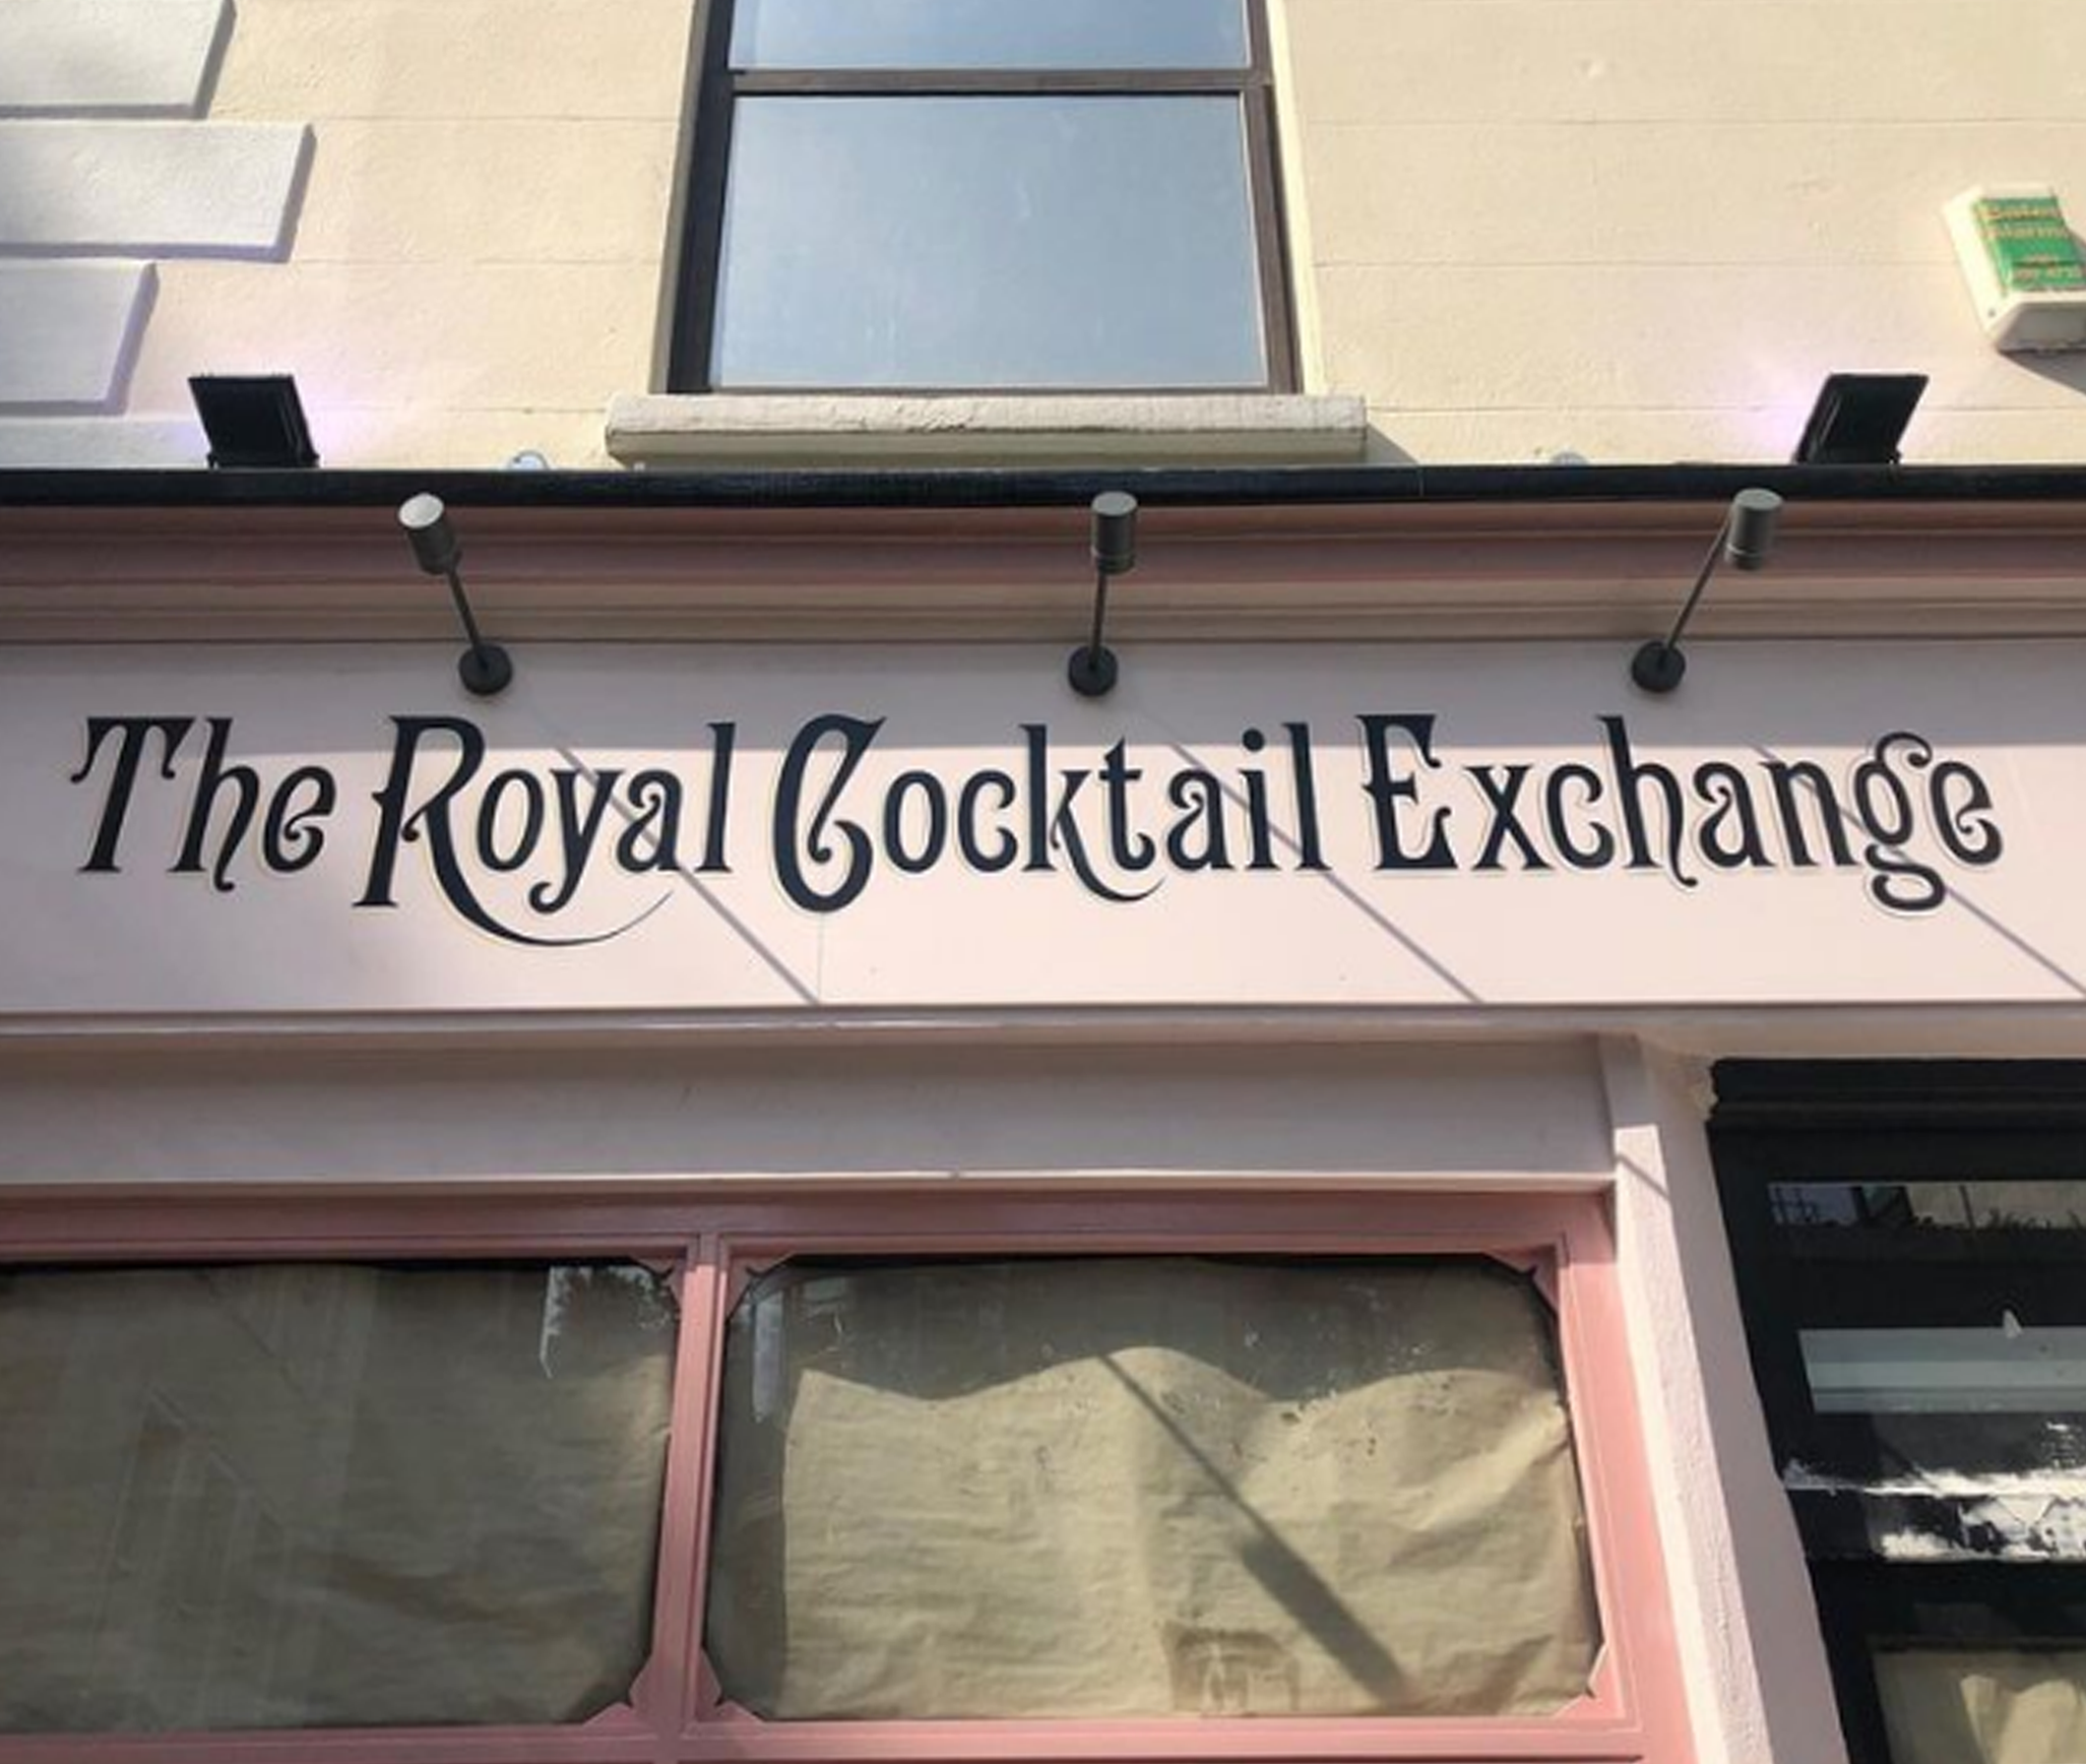 The Royal Cocktail Exchange